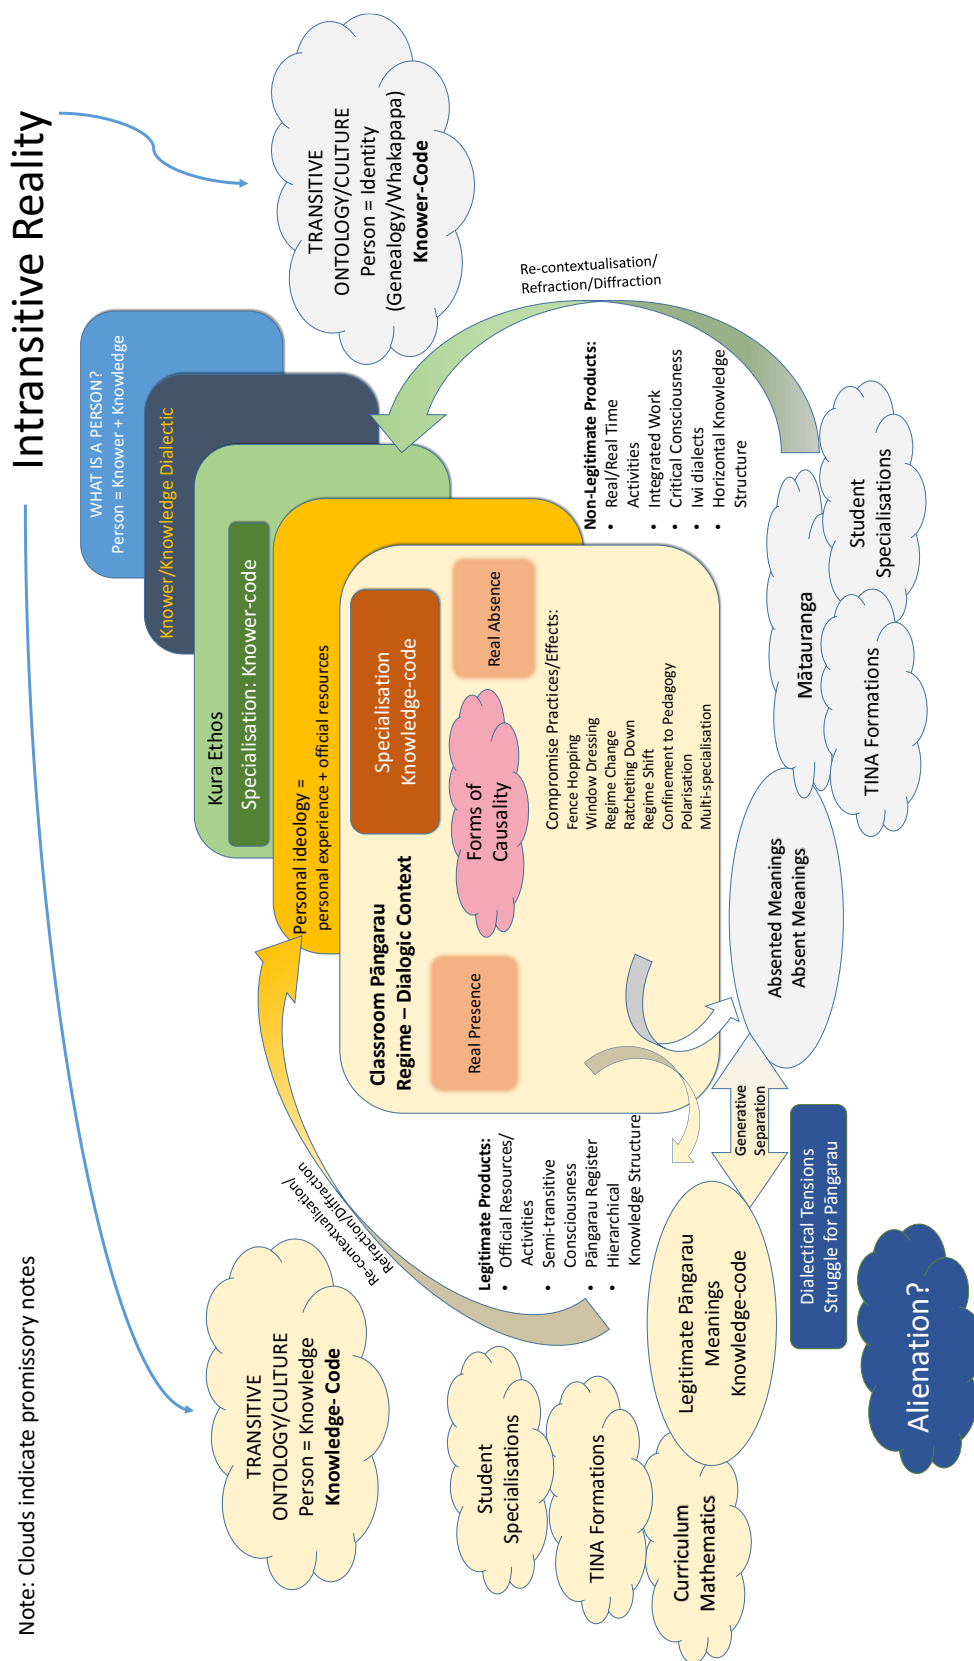 Note: Clouds indicate promissory notes
Intransitive Reality
TRANSITIVE
ONTOLOGY/CULTURE
Person = Knowledge
Knowledge- Code
WHAT IS A PERSON?
Person = Knower + Knowledge
Knower/Knowledge Dialectic
Kura Ethos
Specialisation: Knower-code
Personal ideology =
personal experience + official resources
TRANSITIVE
ONTOLOGY/CULTURE
Person = Identity
(Genealogy/Whakapapa)
Knower-Code
Re-contextualisation/
Refraction/Diffraction
Re-contextualisation/
Refraction/Diffraction
Classroom Pāngarau
Regime – Dialogic Context
Specialisation
Knowledge-code
Real Presence
Forms of
Causality
Real Absence
Compromise Practices/Effects:
Fence Hopping
Window Dressing
Regime Change
Ratcheting Down
Regime Shift
Confinement to Pedagogy
Polarisation
Multi-specialisation
Legitimate Products:
• Official Resources/
Activities
• Semi-transitive
Consciousness
• Pāngarau Register
• Hierarchical
Knowledge Structure
Non-Legitimate Products:
• Real/Real Time
Activities
• Integrated Work
• Critical Consciousness
• Iwi dialects
• Horizontal Knowledge
Structure
Student
Specialisations
TINA Formations
Curriculum
Mathematics
Legitimate Pāngarau
Meanings
Knowledge-code
Generative
Separation
Absented Meanings
Absent Meanings
Mātauranga
TINA Formations
Student
Specialisations
Dialectical Tensions
Struggle for Pāngarau
Alienation?